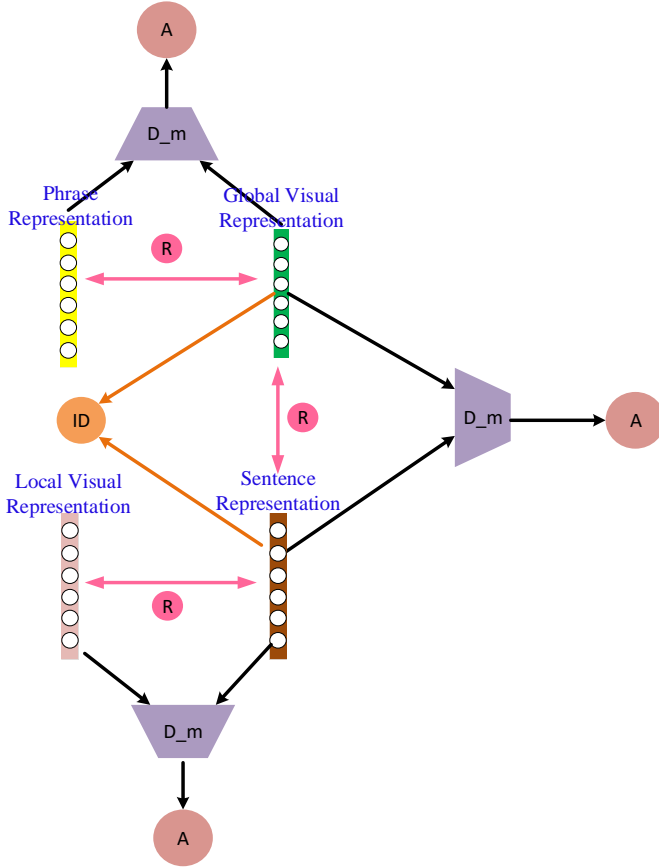 A
D_m
Phrase
Representation
Global Visual
Representation
R
ID
R
D_m
A
Local Visual
Representation
Sentence
Representation
R
D_m
A